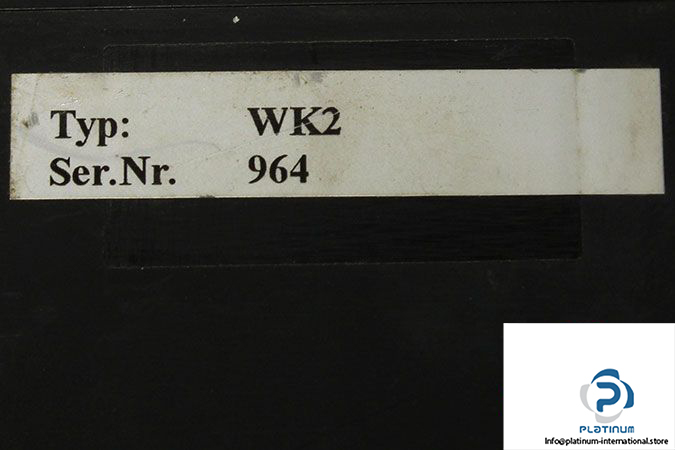 Typ: WK2
Ser.Nr. 964
PLATINUM
Info@platinum-international.store